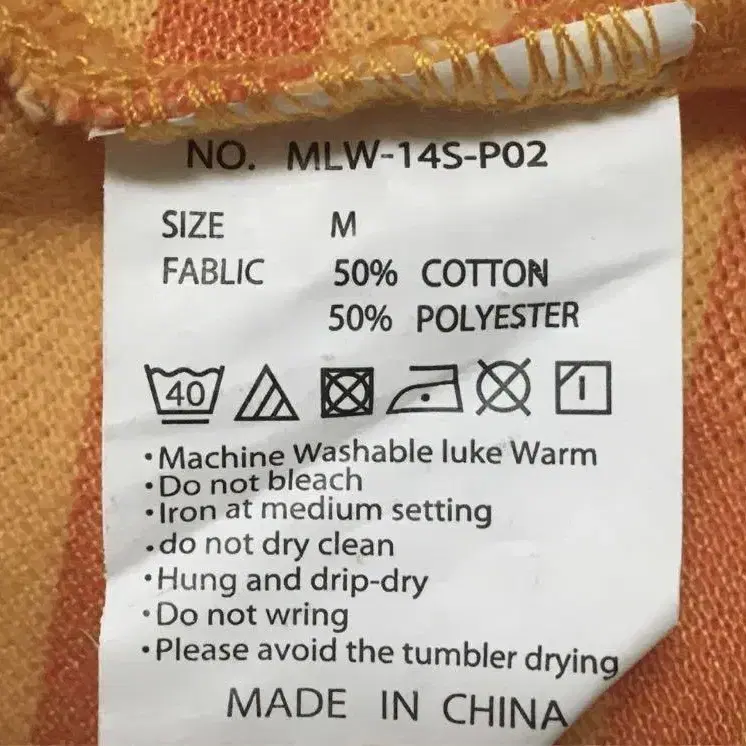 NO. MLW-14S-P02
SIZE M
FABLIC 50% COTTON
50% POLYESTER
40
•Machine Washable luke Warm
•Do not bleach
•Iron at medium setting
•do not dry clean
•Hung and drip-dry
•Do not wring
•Please avoid the tumbler drying
MADE IN CHINA